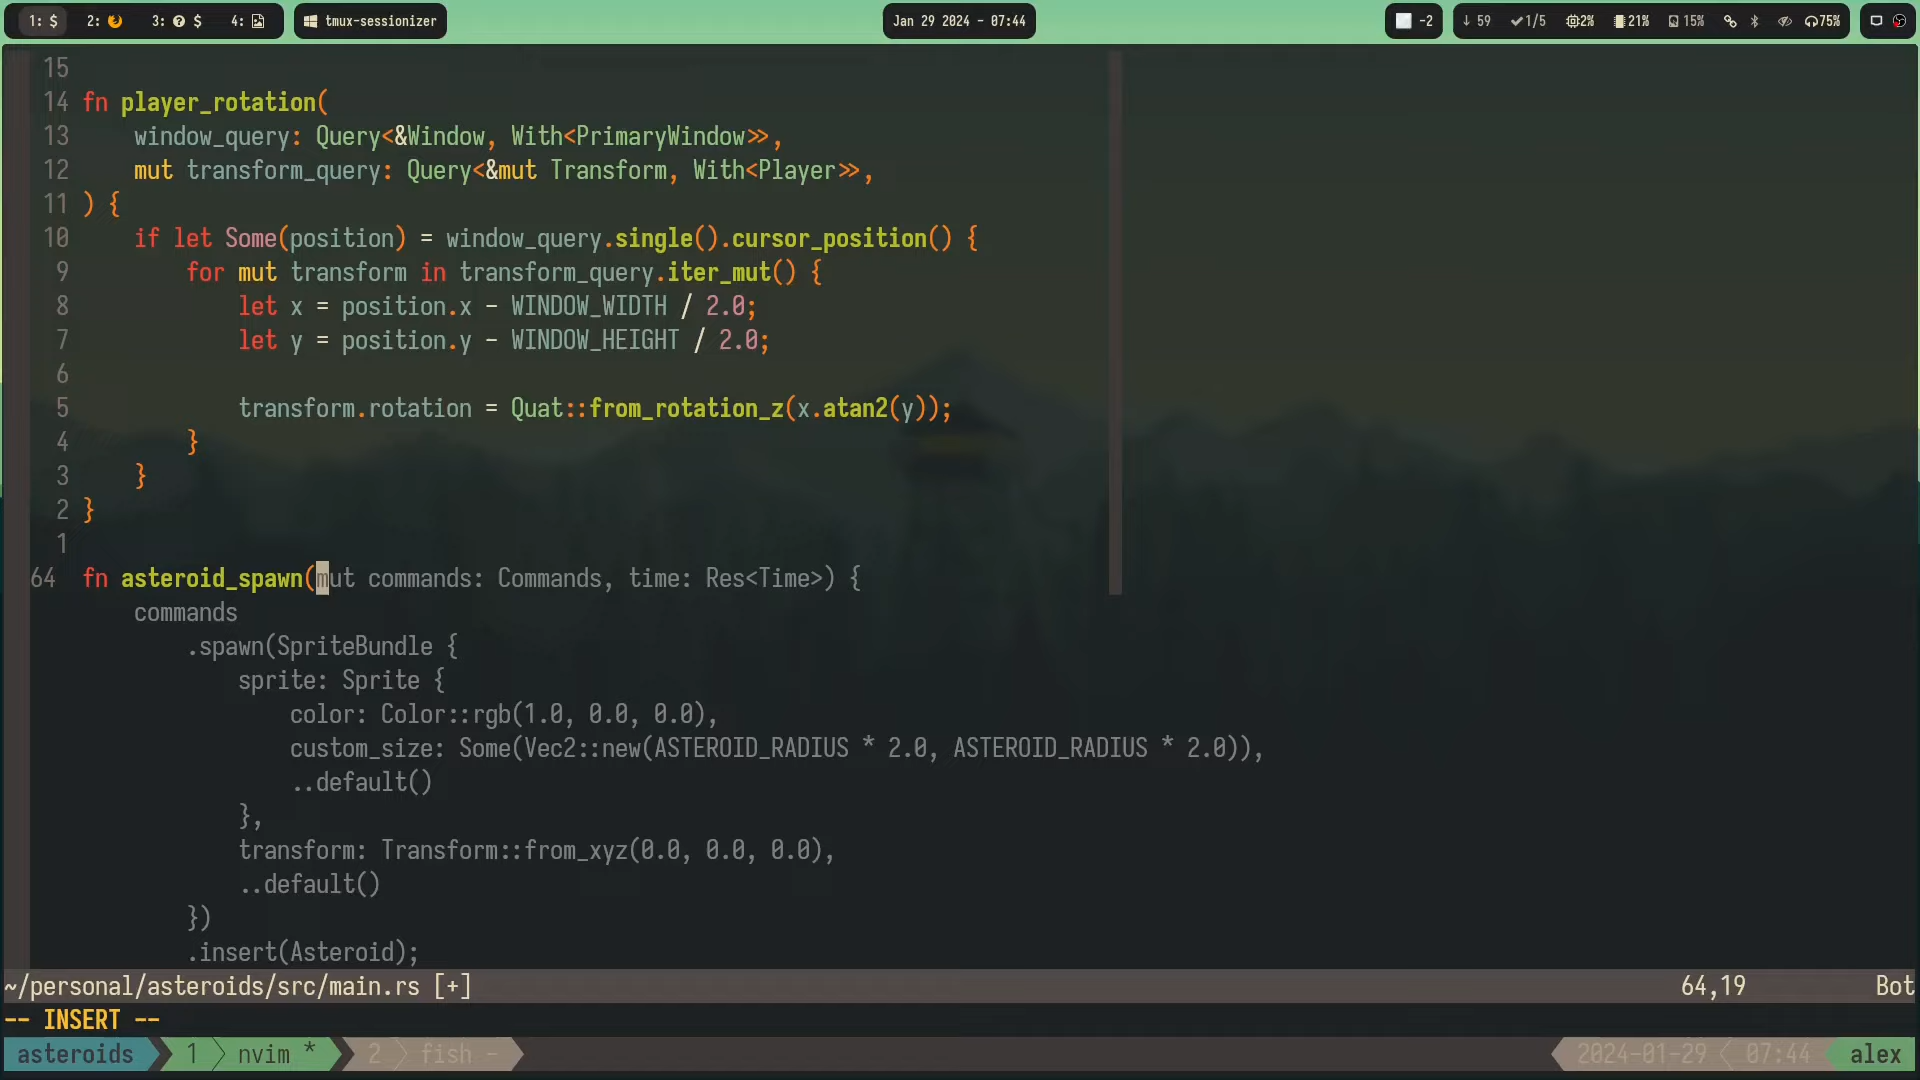 1: $ 2: 3: $ 4: tmux-sessionizer Jan 29 2024 - 07:44 -2 ↓ 59 ✓1/5 2% 21% 15% 75%
15
14 fn player_rotation(
13 window_query: Query<&Window, With<PrimaryWindow>>,
12 mut transform_query: Query<&mut Transform, With<Player>>,
11 ) {
10 if let Some(position) = window_query.single().cursor_position() {
9 for mut transform in transform_query.iter_mut() {
8 let x = position.x - WINDOW_WIDTH / 2.0;
7 let y = position.y - WINDOW_HEIGHT / 2.0;
6
5 transform.rotation = Quat::from_rotation_z(x.atan2(y));
4 }
3 }
2 }
1
64 fn asteroid_spawn(mut commands: Commands, time: Res<Time>) {
commands
.spawn(SpriteBundle {
sprite: Sprite {
color: Color::rgb(1.0, 0.0, 0.0),
custom_size: Some(Vec2::new(ASTEROID_RADIUS * 2.0, ASTEROID_RADIUS * 2.0)),
..default()
},
transform: Transform::from_xyz(0.0, 0.0, 0.0),
..default()
})
.insert(Asteroid);
~/personal/asteroids/src/main.rs [+] 64,19 Bot
-- INSERT --
asteroids 1 nvim * 2 fish - 2024-01-29 07:44 alex